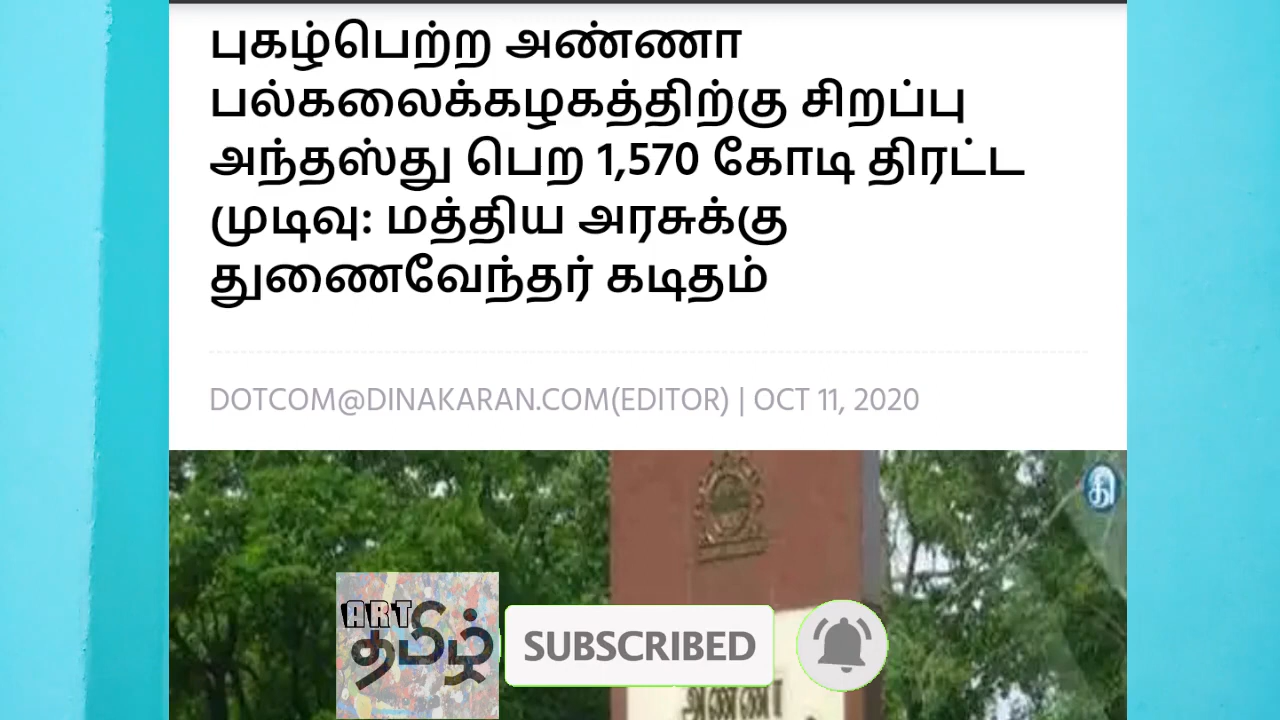 புகழ்பெற்ற அண்ணா
பல்கலைக்கழகத்திற்கு சிறப்பு
அந்தஸ்து பெற 1,570 கோடி திரட்ட
முடிவு: மத்திய அரசுக்கு
துணைவேந்தர் கடிதம்
DOTCOM@DINAKARAN.COM(EDITOR) | OCT 11, 2020
தி
ART
தமிழ்
SUBSCRIBED
அண்ணா